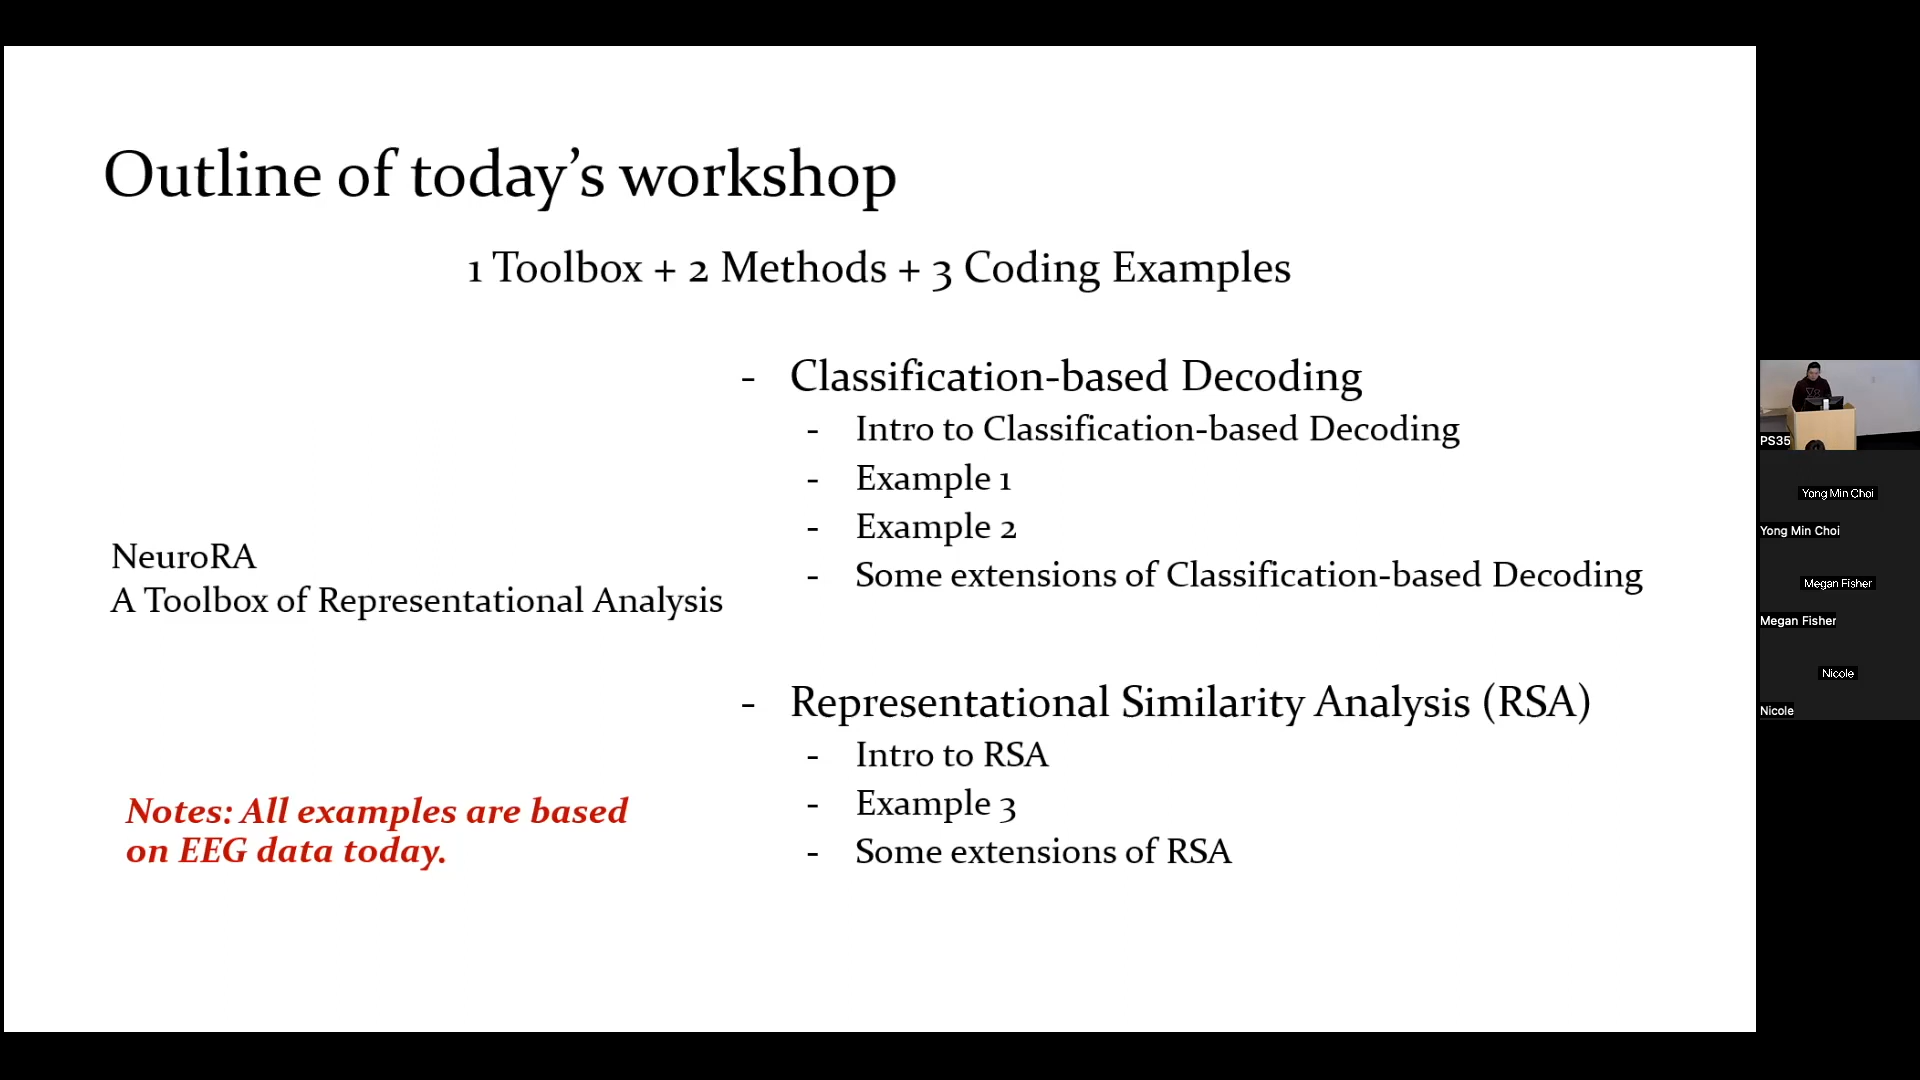 Outline of today's workshop
1 Toolbox + 2 Methods + 3 Coding Examples
- Classification-based Decoding
- Intro to Classification-based Decoding
- Example 1
- Example 2
- Some extensions of Classification-based Decoding
NeuroRA
A Toolbox of Representational Analysis
- Representational Similarity Analysis (RSA)
- Intro to RSA
- Example 3
- Some extensions of RSA
Notes: All examples are based
on EEG data today.
PS35
Yong Min Choi
Yong Min Choi
Megan Fisher
Megan Fisher
Nicole
Nicole